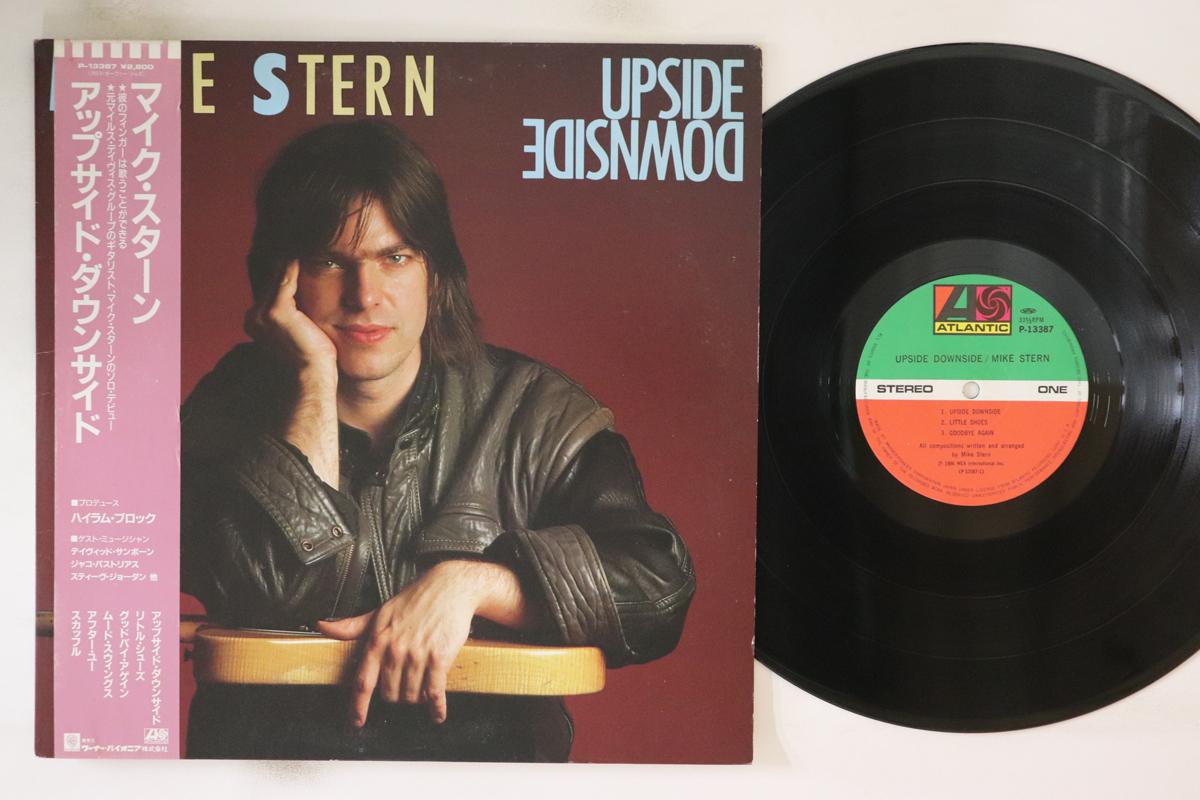 P-13387 ¥2,800
マイク・スターン
アップサイド・ダウンサイド
★彼のフィンガーは歌うことができる
★元マイルス・デイヴィス・グループのギタリスト、マイク・スターンのソロ・デビュー
■プロデュース
ハイラム・ブロック
■ゲスト・ミュージシャン
デイヴィッド・サンボーン
ジャコ・パストリアス
スティーヴ・ジョーダン 他
アップサイド・ダウンサイド
リトル・シューズ
グッドバイ・アゲイン
ムード・スウィングス
アフター・ユー
スカッフル
ワーナー・パイオニア株式会社
E STERN
UPSIDE
DOWNSIDE
ATLANTIC
33⅓RPM
P-13387
UPSIDE DOWNSIDE / MIKE STERN
STEREO
ONE
1. UPSIDE DOWNSIDE
2. LITTLE SHOES
3. GOODBYE AGAIN
All compositions written and arranged
by Mike Stern
℗ 1986 WEA International Inc.
(P-13387-1)